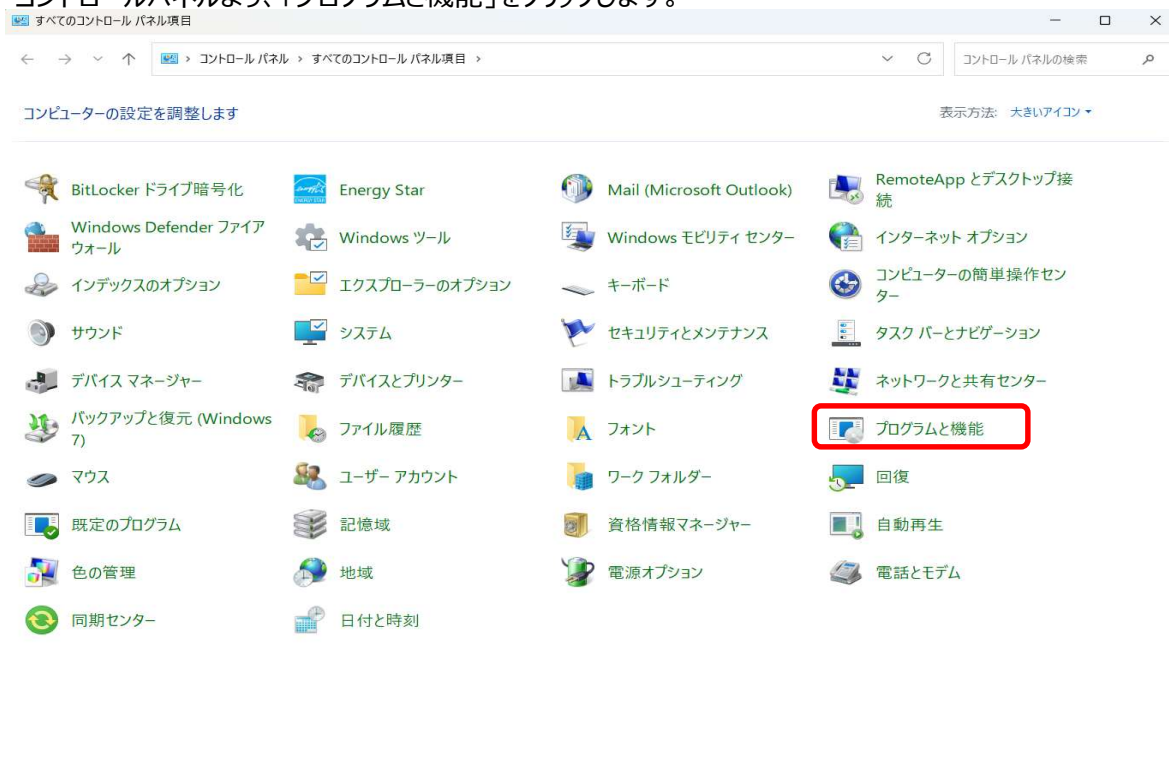 コントロールパネルより、「プログラムと機能」をクリックします。
すべてのコントロール パネル項目
コントロール パネル > すべてのコントロール パネル項目 >
コントロール パネルの検索
コンピューターの設定を調整します
表示方法: 大きいアイコン
BitLocker ドライブ暗号化
Energy Star
Mail (Microsoft Outlook)
RemoteApp とデスクトップ接
続
Windows Defender ファイア
ウォール
Windows ツール
Windows モビリティ センター
インターネット オプション
インデックスのオプション
エクスプローラーのオプション
キーボード
コンピューターの簡単操作セン
ター
サウンド
システム
セキュリティとメンテナンス
タスク バーとナビゲーション
デバイス マネージャー
デバイスとプリンター
トラブルシューティング
ネットワークと共有センター
バックアップと復元 (Windows
7)
ファイル履歴
フォント
プログラムと機能
マウス
ユーザー アカウント
ワーク フォルダー
回復
既定のプログラム
記憶域
資格情報マネージャー
自動再生
色の管理
地域
電源オプション
電話とモデム
同期センター
日付と時刻